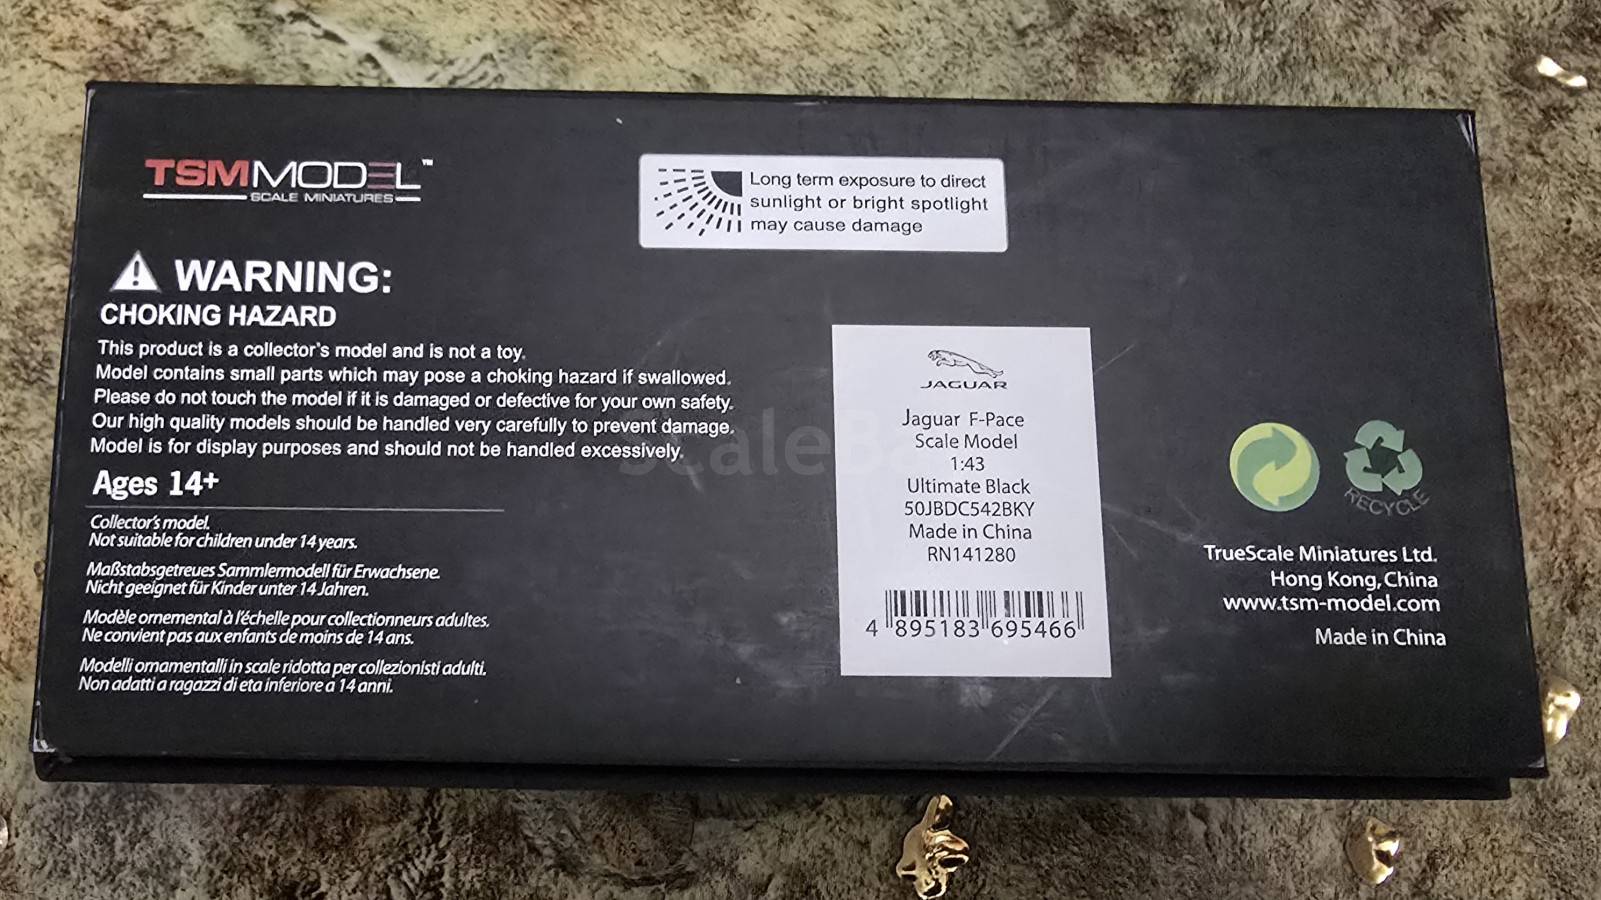 TSMMODEL™
SCALE MINIATURES
Long term exposure to direct
sunlight or bright spotlight
may cause damage
WARNING:
CHOKING HAZARD
This product is a collector's model and is not a toy.
Model contains small parts which may pose a choking hazard if swallowed.
Please do not touch the model if it is damaged or defective for your own safety.
Our high quality models should be handled very carefully to prevent damage.
Model is for display purposes and should not be handled excessively.
Ages 14+
Collector's model.
Not suitable for children under 14 years.
Maßstabsgetreues Sammlermodell für Erwachsene.
Nicht geeignet für Kinder unter 14 Jahren.
Modèle ornemental à l'échelle pour collectionneurs adultes.
Ne convient pas aux enfants de moins de 14 ans.
Modelli ornamentalli in scale ridotta per collezionisti adulti.
Non adatti a ragazzi di eta inferiore a 14 anni.
JAGUAR
Jaguar F-Pace
Scale Model
1:43
Ultimate Black
50JBDC542BKY
Made in China
RN141280
4 895183 695466
RECYCLE
TrueScale Miniatures Ltd.
Hong Kong, China
www.tsm-model.com
Made in China